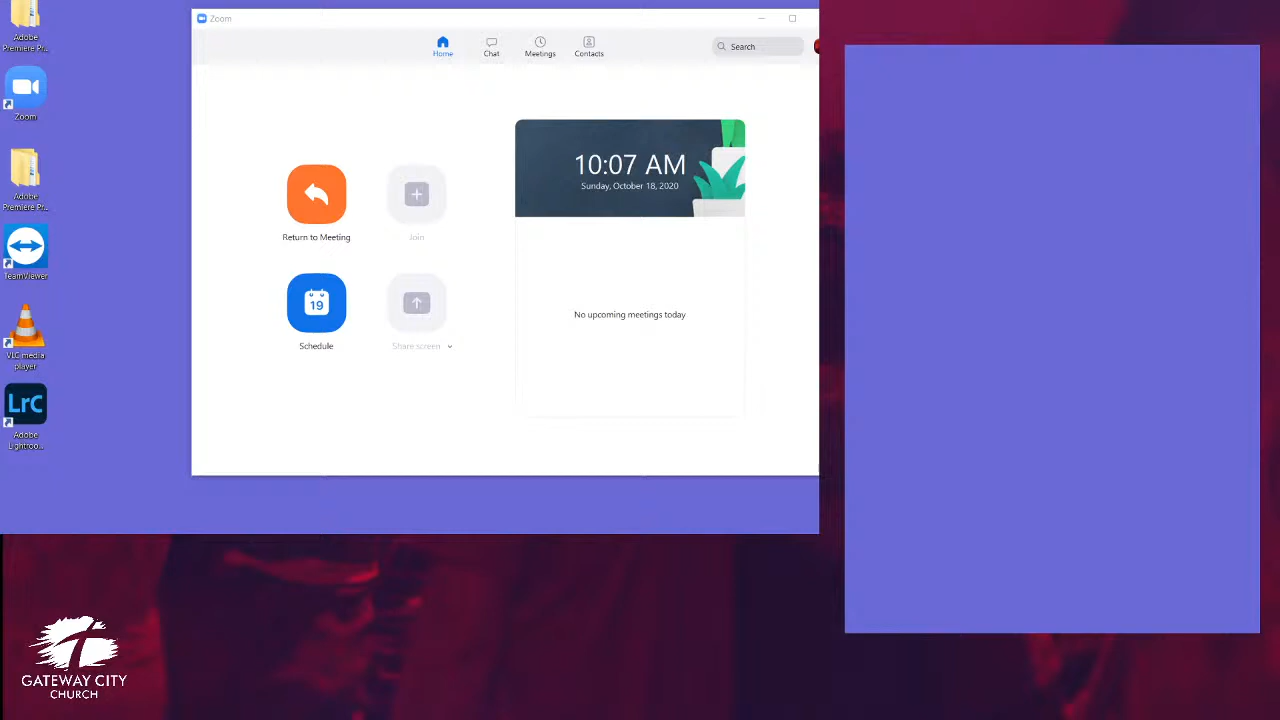 Adobe
Premiere Pr...
Zoom
Adobe
Premiere Pr...
TeamViewer
VLC media
player
LrC
Adobe
Lightroo...
Zoom
Home
Chat
Meetings
Contacts
Search
Return to Meeting
Join
19
Schedule
Share screen
10:07 AM
Sunday, October 18, 2020
No upcoming meetings today
GATEWAY CITY
CHURCH